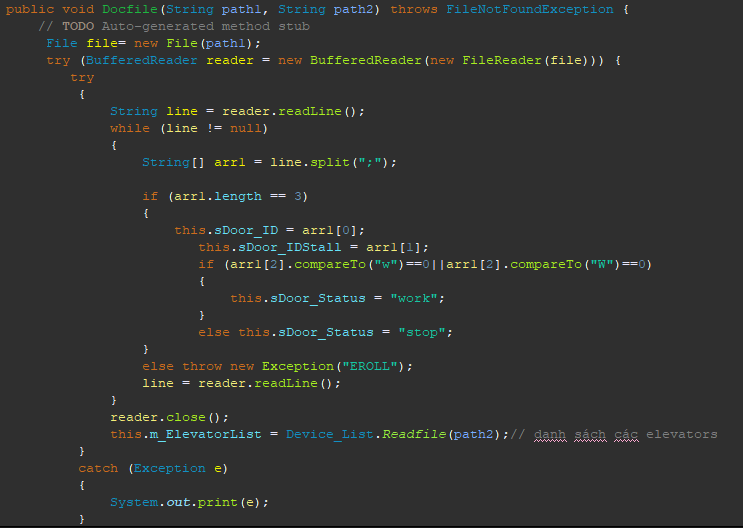 public void Docfile(String path1, String path2) throws FileNotFoundException {
// TODO Auto-generated method stub
File file= new File(path1);
try (BufferedReader reader = new BufferedReader(new FileReader(file))) {
try
{
String line = reader.readLine();
while (line != null)
{
String[] arr1 = line.split(";");
if (arr1.length == 3)
{
this.sDoor_ID = arr1[0];
this.sDoor_IDStall = arr1[1];
if (arr1[2].compareTo("w")==0||arr1[2].compareTo("W")==0)
{
this.sDoor_Status = "work";
}
else this.sDoor_Status = "stop";
}
else throw new Exception("EROLL");
line = reader.readLine();
}
reader.close();
this.m_ElevatorList = Device_List.Readfile(path2);// danh sách các elevators
}
catch (Exception e)
{
System.out.print(e);
}